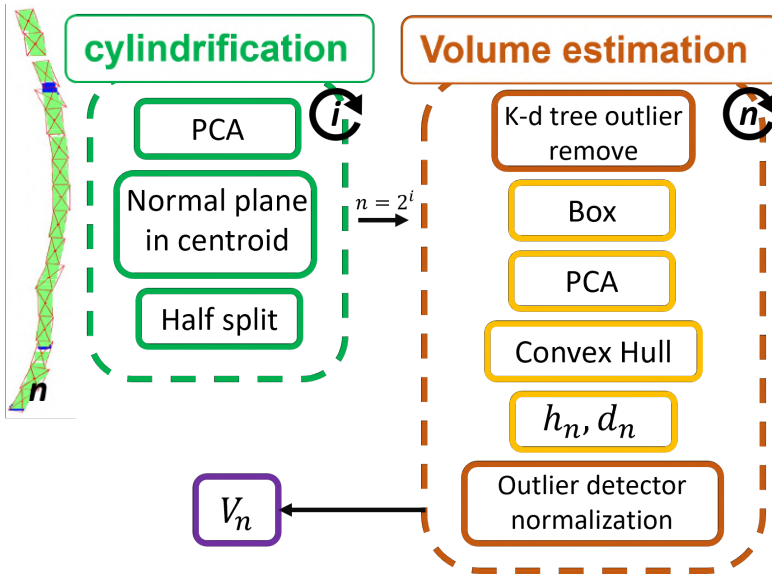 cylindrification
i
PCA
Normal plane
in centroid
Half split
n
n = 2^i
Volume estimation
n
K-d tree outlier
remove
Box
PCA
Convex Hull
h_n, d_n
Outlier detector
normalization
V_n